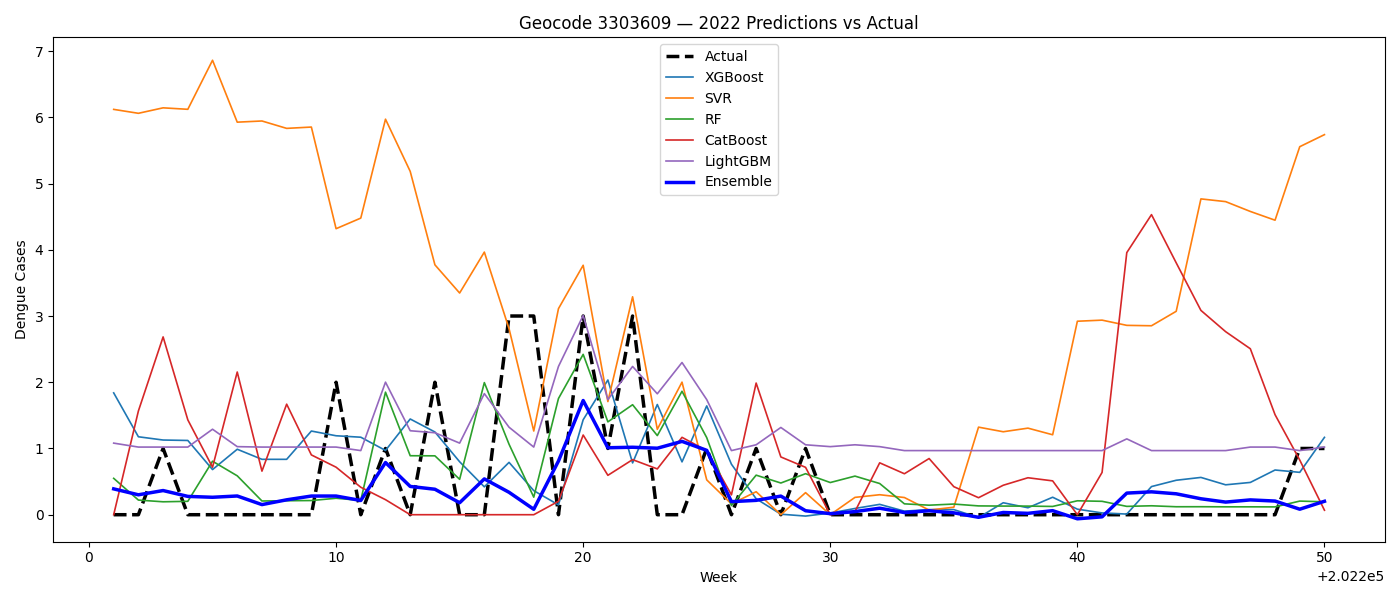 Geocode 3303609 — 2022 Predictions vs Actual
Dengue Cases
7
6
5
4
3
2
1
0
Actual
XGBoost
SVR
RF
CatBoost
LightGBM
Ensemble
0 10 20 30 40 50
Week
+2.022e5